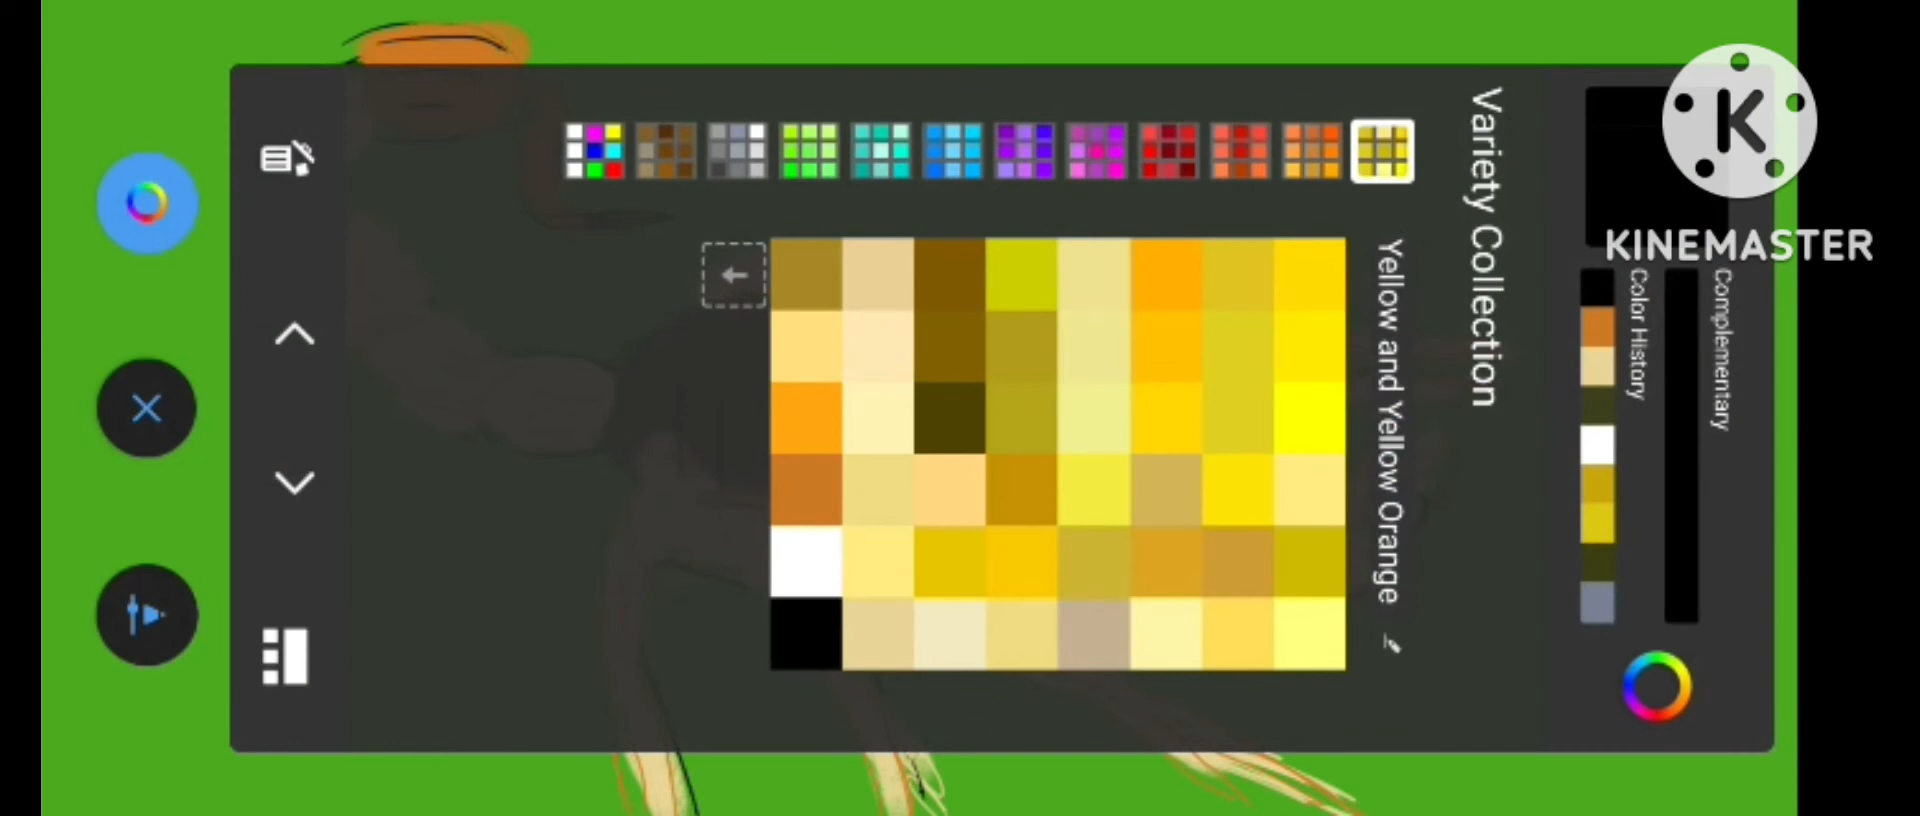 Variety Collection
Yellow and Yellow Orange
Complementary
Color History
K
KINEMASTER